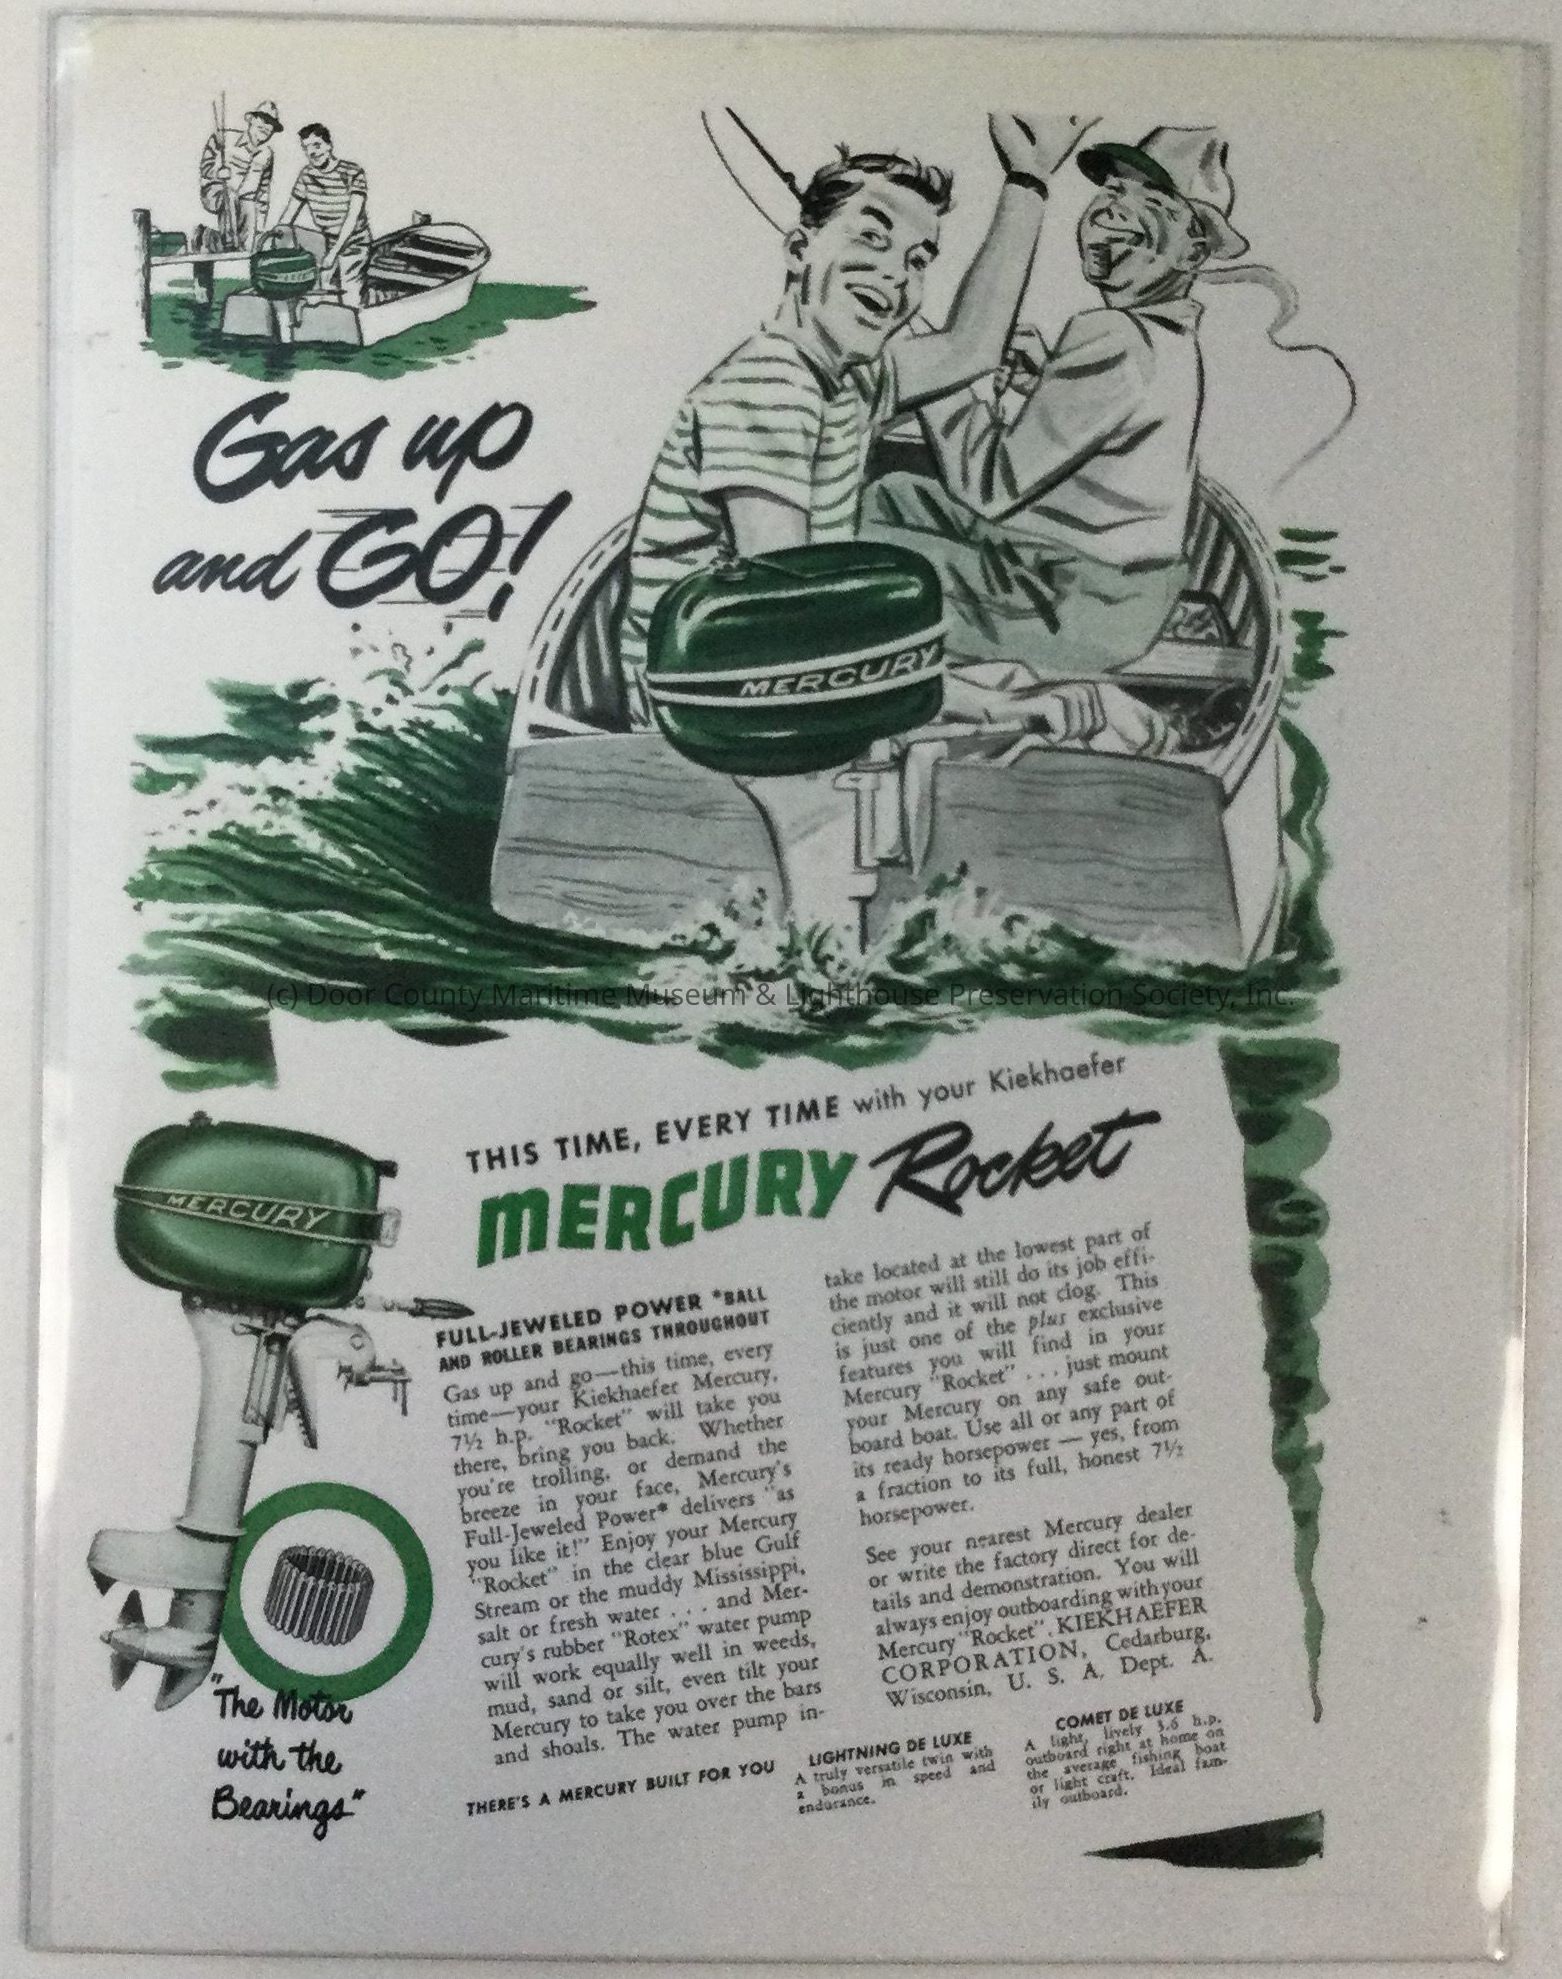 Gas up
and GO!
MERCURY
(c) Door County Maritime Museum & Lighthouse Preservation Society, Inc.
THIS TIME, EVERY TIME with your Kiekhaefer
MERCURY Rocket
MERCURY
FULL-JEWELED POWER *BALL
AND ROLLER BEARINGS THROUGHOUT
Gas up and go—this time, every
time—your Kiekhaefer Mercury,
7½ h.p. "Rocket" will take you
there, bring you back. Whether
you're trolling, or demand the
breeze in your face, Mercury's
Full-Jeweled Power* delivers "as
you like it!" Enjoy your Mercury
"Rocket" in the clear blue Gulf
Stream or the muddy Mississippi,
salt or fresh water . . . and Mer-
cury's rubber "Rotex" water pump
will work equally well in weeds,
mud, sand or silt, even tilt your
Mercury to take you over the bars
and shoals. The water pump in-
take located at the lowest part of
the motor will still do its job effi-
ciently and it will not clog. This
is just one of the plus exclusive
features you will find in your
Mercury "Rocket" . . . just mount
your Mercury on any safe out-
board boat. Use all or any part of
its ready horsepower — yes, from
a fraction to its full, honest 7½
horsepower.
See your nearest Mercury dealer
or write the factory direct for de-
tails and demonstration. You will
always enjoy outboarding with your
Mercury "Rocket". KIEKHAEFER
CORPORATION, Cedarburg,
Wisconsin, U. S. A. Dept. A.
"The Motor
with the
Bearings"
THERE'S A MERCURY BUILT FOR YOU
LIGHTNING DE LUXE
A truly versatile twin with
a bonus in speed and
endurance.
COMET DE LUXE
A light, lively 3.6 h.p.
outboard right at home on
the average fishing boat
or light craft. Ideal fam-
ily outboard.